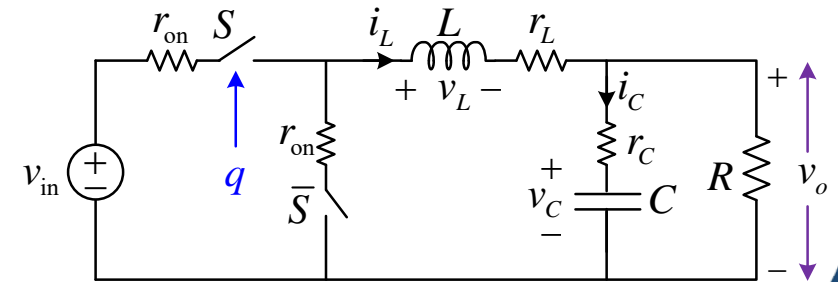 r_on S i_L L r_L
+ v_L −
i_C +
r_on r_C
v_in + − q S̅ + v_C − C R v_o
−